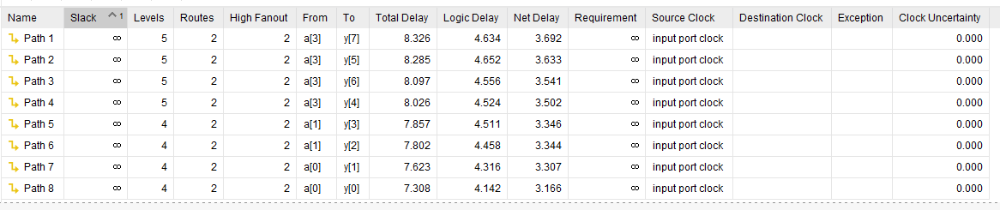 Name Slack ^1 Levels Routes High Fanout From To Total Delay Logic Delay Net Delay Requirement Source Clock Destination Clock Exception Clock Uncertainty
Path 1 ∞ 5 2 2 a[3] y[7] 8.326 4.634 3.692 ∞ input port clock 0.000
Path 2 ∞ 5 2 2 a[3] y[5] 8.285 4.652 3.633 ∞ input port clock 0.000
Path 3 ∞ 5 2 2 a[3] y[6] 8.097 4.556 3.541 ∞ input port clock 0.000
Path 4 ∞ 5 2 2 a[3] y[4] 8.026 4.524 3.502 ∞ input port clock 0.000
Path 5 ∞ 4 2 2 a[1] y[3] 7.857 4.511 3.346 ∞ input port clock 0.000
Path 6 ∞ 4 2 2 a[1] y[2] 7.802 4.458 3.344 ∞ input port clock 0.000
Path 7 ∞ 4 2 2 a[0] y[1] 7.623 4.316 3.307 ∞ input port clock 0.000
Path 8 ∞ 4 2 2 a[0] y[0] 7.308 4.142 3.166 ∞ input port clock 0.000